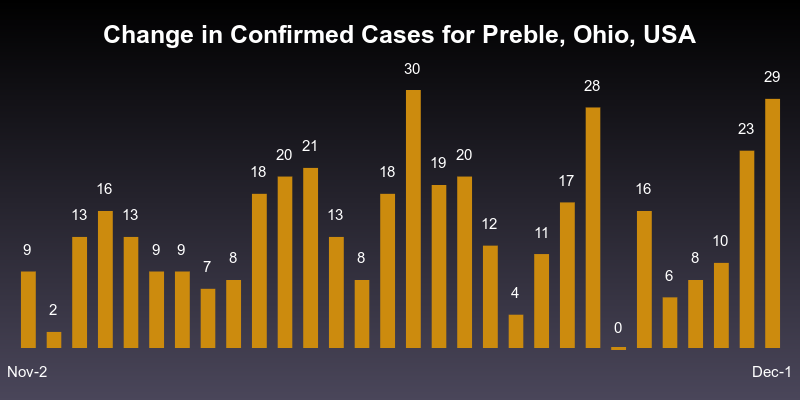 Change in Confirmed Cases for Preble, Ohio, USA
9 2 13 16 13 9 9 7 8 18 20 21 13 8 18 30 19 20 12 4 11 17 28 0 16 6 8 10 23 29
Nov-2 Dec-1